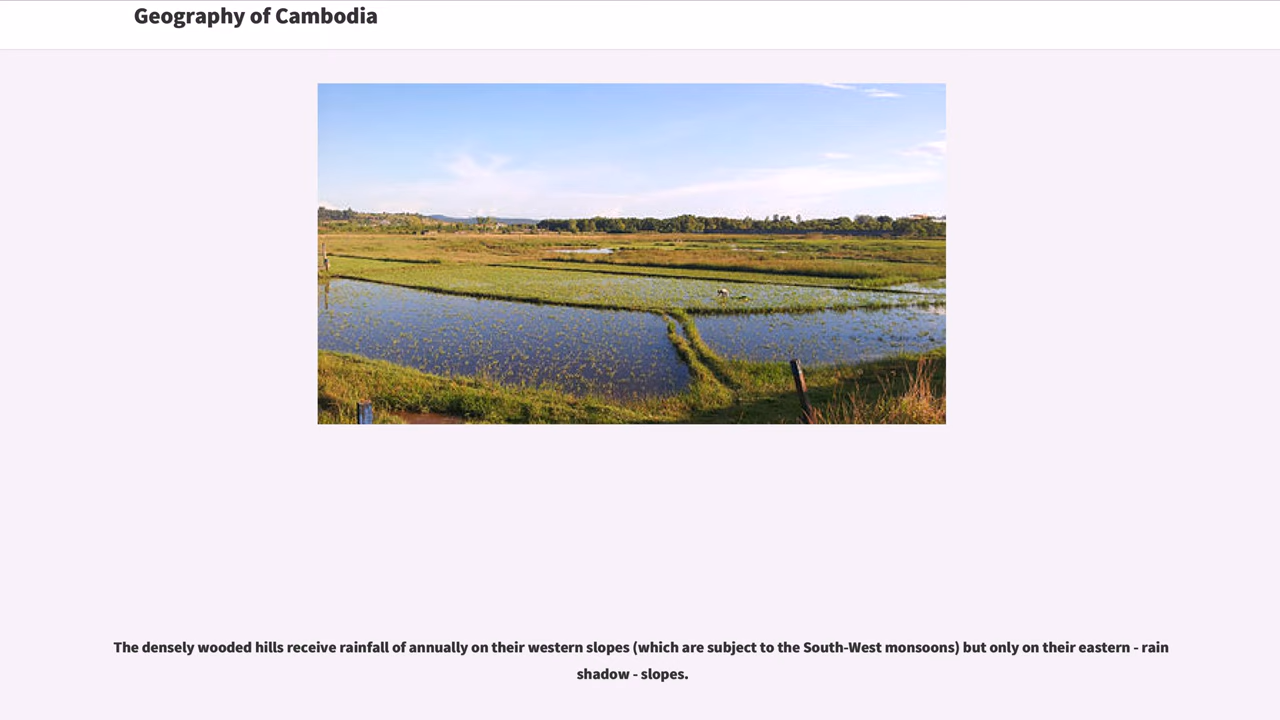 Geography of Cambodia
The densely wooded hills receive rainfall of annually on their western slopes (which are subject to the South-West monsoons) but only on their eastern - rain
shadow - slopes.